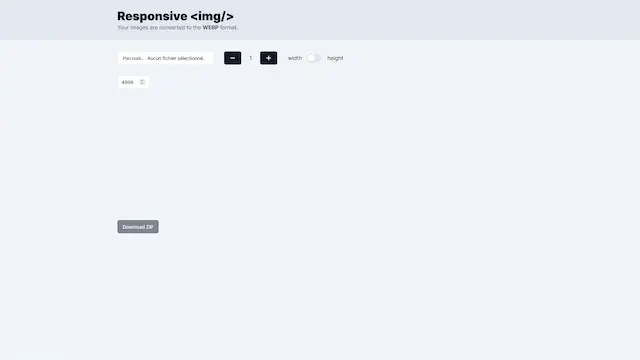 Responsive <img/>
Your images are converted to the WEBP format.
Parcourir... Aucun fichier sélectionné.
− 1 + width height
4000
Download ZIP